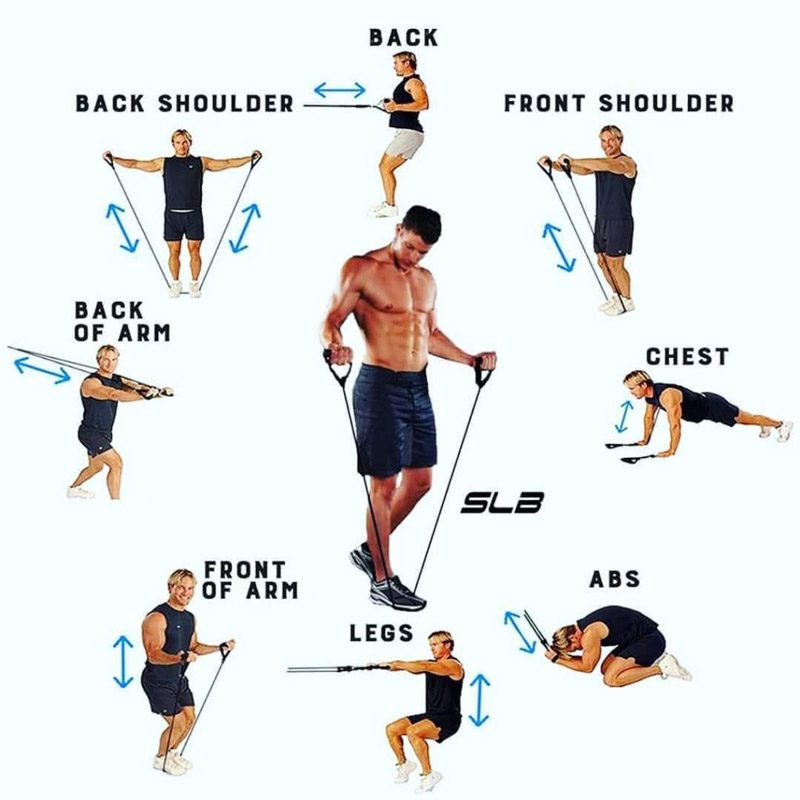 BACK
BACK SHOULDER
FRONT SHOULDER
BACK
OF ARM
CHEST
SLB
FRONT
OF ARM
ABS
LEGS